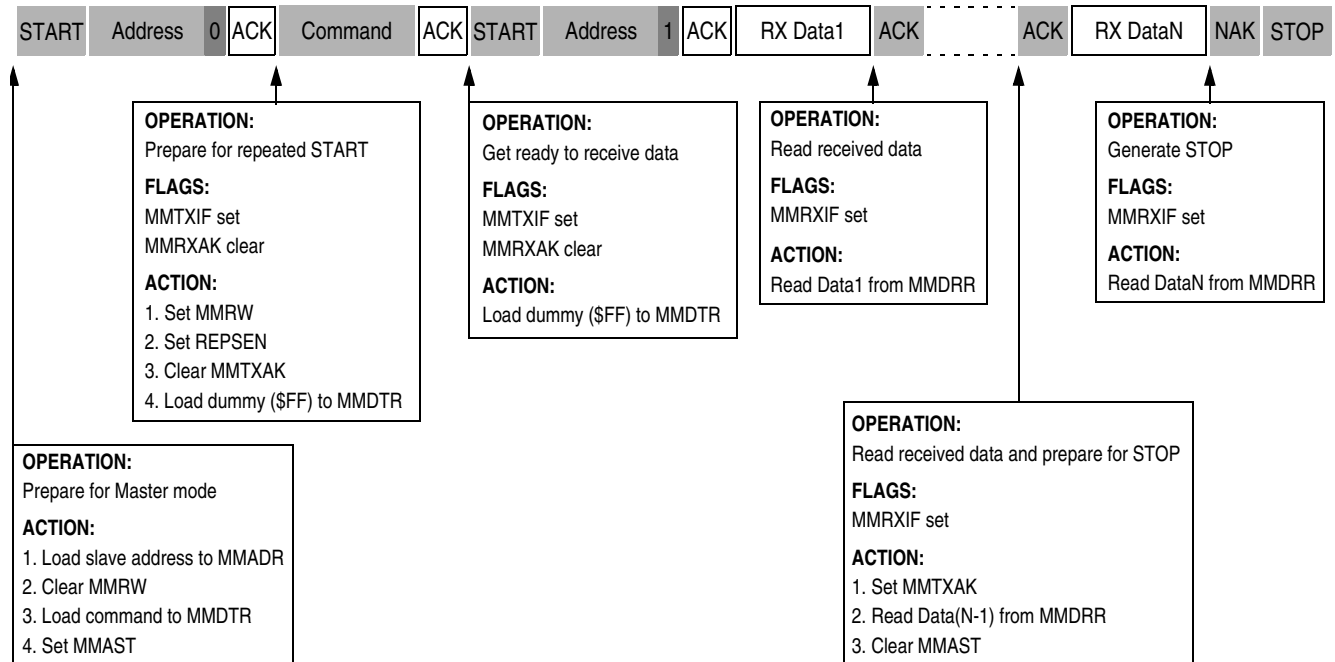 START Address 0 ACK Command ACK START Address 1 ACK RX Data1 ACK ACK RX DataN NAK STOP
OPERATION:
Prepare for repeated START
FLAGS:
MMTXIF set
MMRXAK clear
ACTION:
1. Set MMRW
2. Set REPSEN
3. Clear MMTXAK
4. Load dummy ($FF) to MMDTR
OPERATION:
Get ready to receive data
FLAGS:
MMTXIF set
MMRXAK clear
ACTION:
Load dummy ($FF) to MMDTR
OPERATION:
Read received data
FLAGS:
MMRXIF set
ACTION:
Read Data1 from MMDRR
OPERATION:
Generate STOP
FLAGS:
MMRXIF set
ACTION:
Read DataN from MMDRR
OPERATION:
Prepare for Master mode
ACTION:
1. Load slave address to MMADR
2. Clear MMRW
3. Load command to MMDTR
4. Set MMAST
OPERATION:
Read received data and prepare for STOP
FLAGS:
MMRXIF set
ACTION:
1. Set MMTXAK
2. Read Data(N-1) from MMDRR
3. Clear MMAST